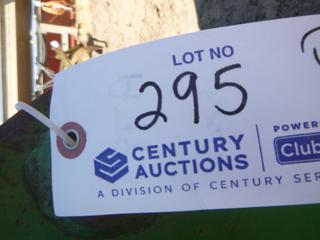 LOT NO
295
CENTURY
AUCTIONS
POWER
Club
A DIVISION OF CENTURY SER